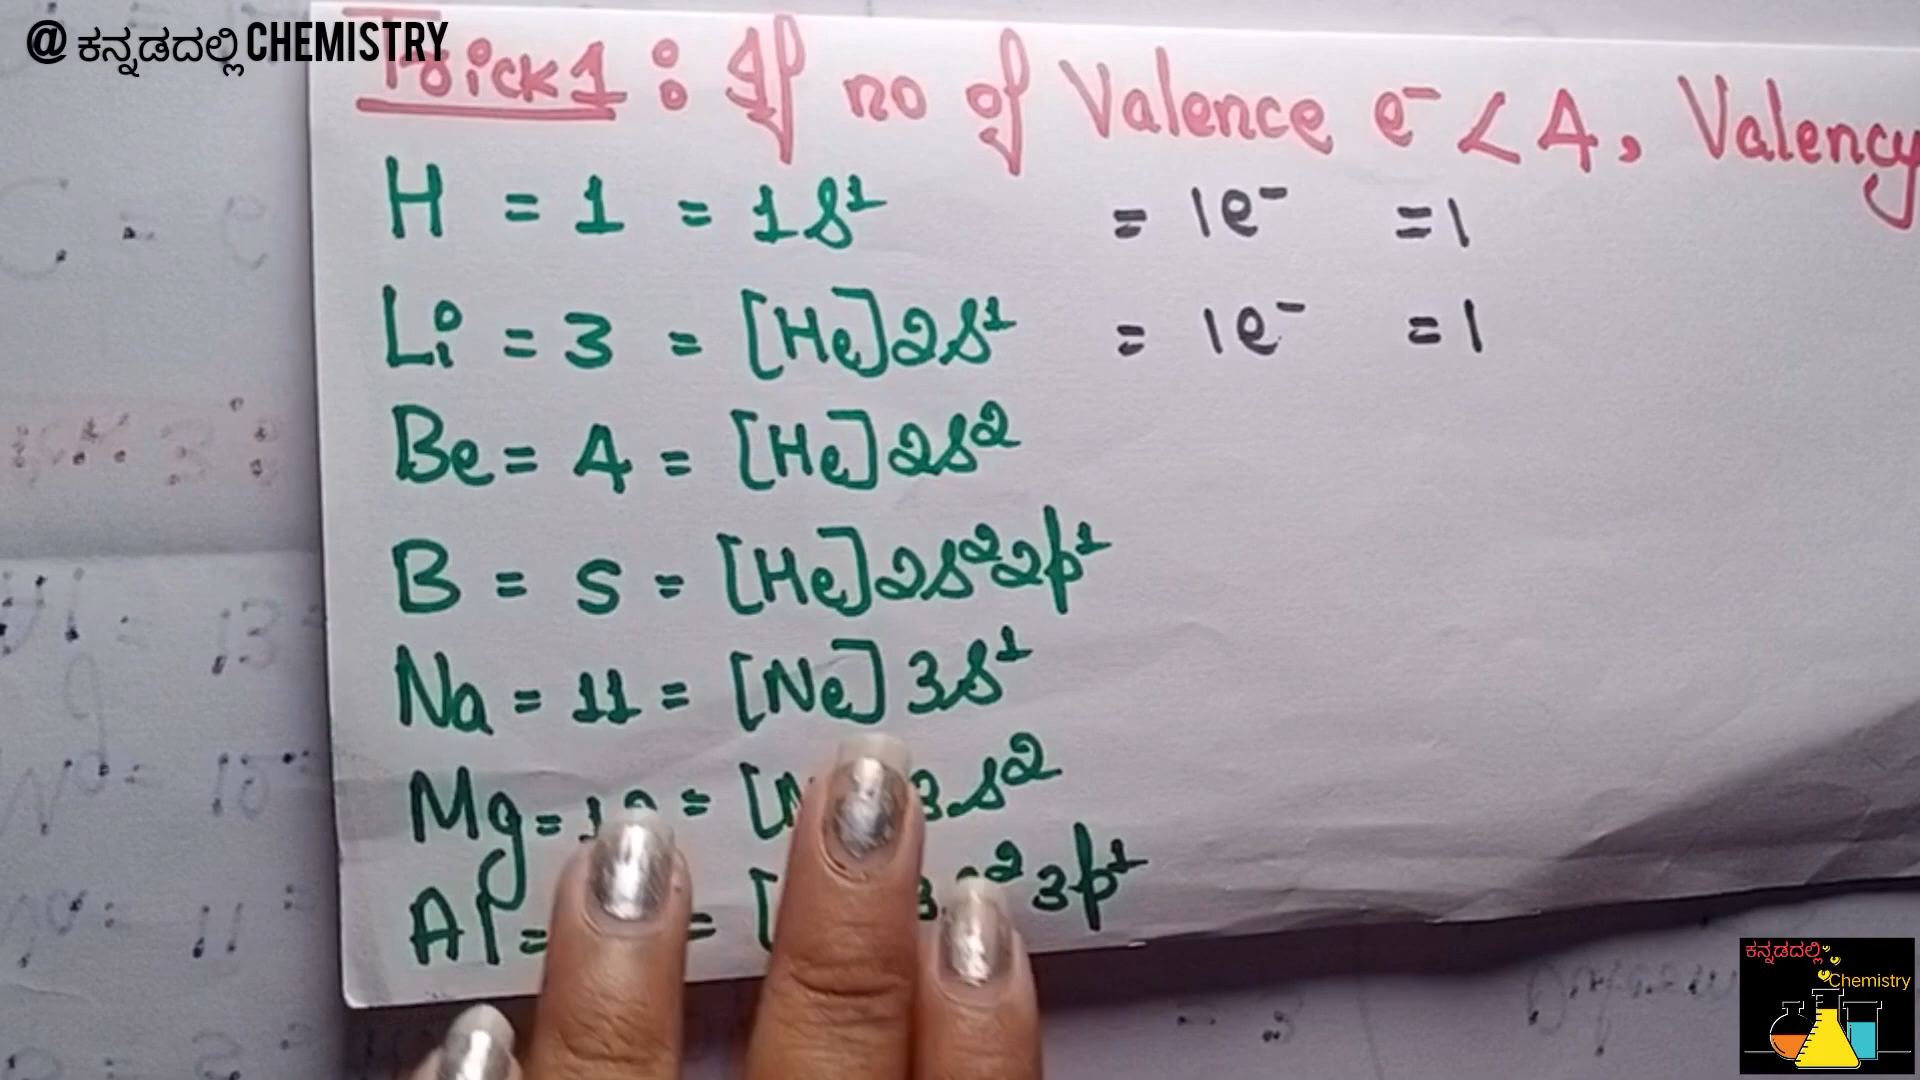 @ ಕನ್ನಡದಲ್ಲಿ CHEMISTRY
Trick 1 : If no of Valence e⁻ < 4, Valency
H = 1 = 1s¹ = 1e⁻ = 1
Li = 3 = [He]2s¹ = 1e⁻ = 1
Be = 4 = [He]2s²
B = 5 = [He]2s²2p¹
Na = 11 = [Ne]3s¹
Mg = = 3s²
Al = = 3p¹
ಕನ್ನಡದಲ್ಲಿ
Chemistry